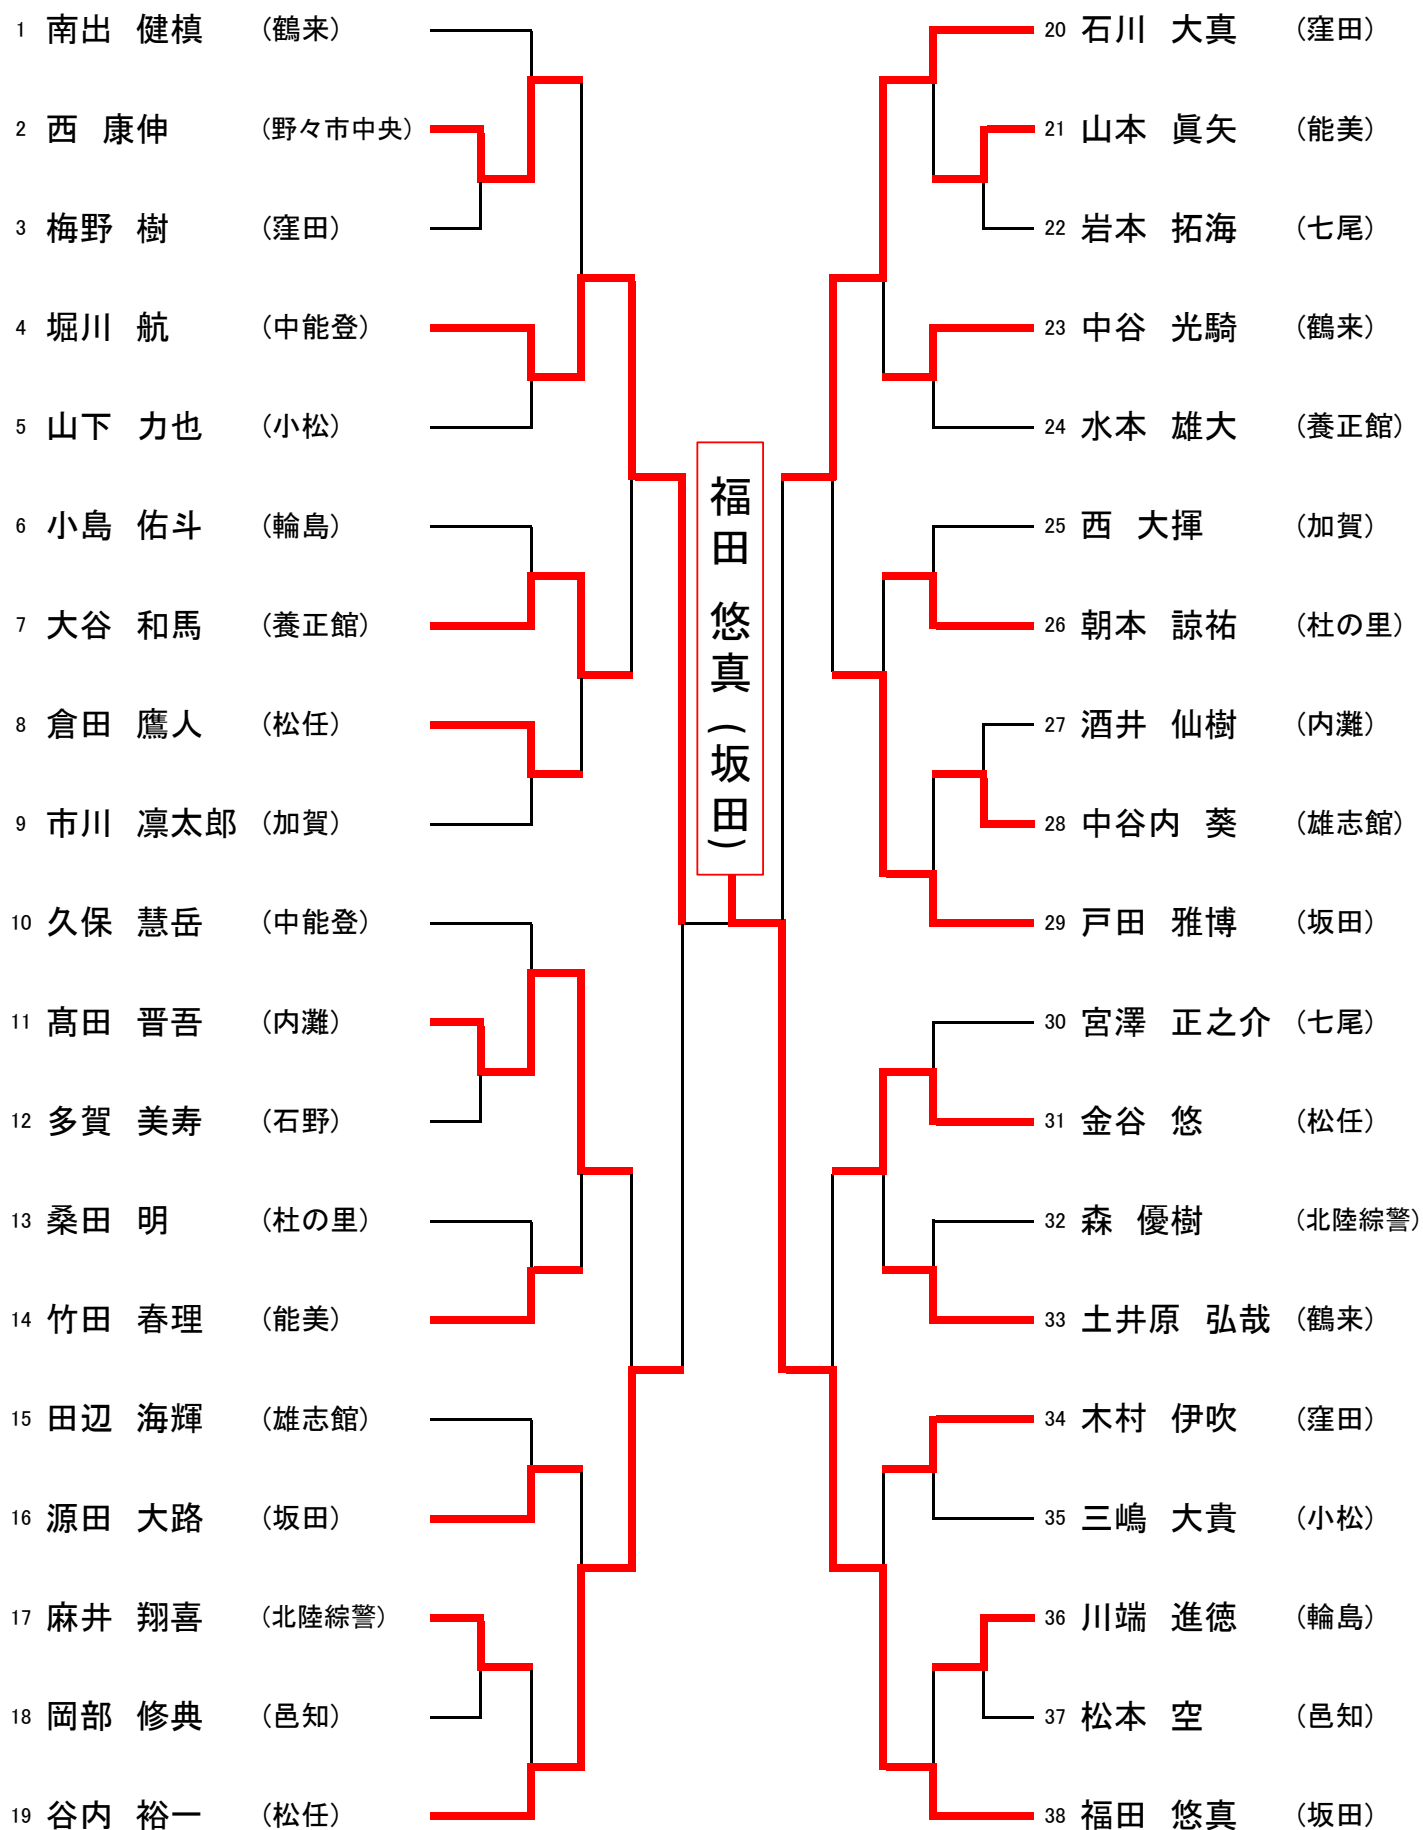 1 南出 健槙 (鶴来)
2 西 康伸 (野々市中央)
3 梅野 樹 (窪田)
4 堀川 航 (中能登)
5 山下 力也 (小松)
6 小島 佑斗 (輪島)
7 大谷 和馬 (養正館)
8 倉田 鷹人 (松任)
9 市川 凛太郎 (加賀)
10 久保 慧岳 (中能登)
11 髙田 晋吾 (内灘)
12 多賀 美寿 (石野)
13 桑田 明 (杜の里)
14 竹田 春理 (能美)
15 田辺 海輝 (雄志館)
16 源田 大路 (坂田)
17 麻井 翔喜 (北陸綜警)
18 岡部 修典 (邑知)
19 谷内 裕一 (松任)
福田 悠真(坂田)
20 石川 大真 (窪田)
21 山本 眞矢 (能美)
22 岩本 拓海 (七尾)
23 中谷 光騎 (鶴来)
24 水本 雄大 (養正館)
25 西 大揮 (加賀)
26 朝本 諒祐 (杜の里)
27 酒井 仙樹 (内灘)
28 中谷内 葵 (雄志館)
29 戸田 雅博 (坂田)
30 宮澤 正之介 (七尾)
31 金谷 悠 (松任)
32 森 優樹 (北陸綜警)
33 土井原 弘哉 (鶴来)
34 木村 伊吹 (窪田)
35 三嶋 大貴 (小松)
36 川端 進徳 (輪島)
37 松本 空 (邑知)
38 福田 悠真 (坂田)